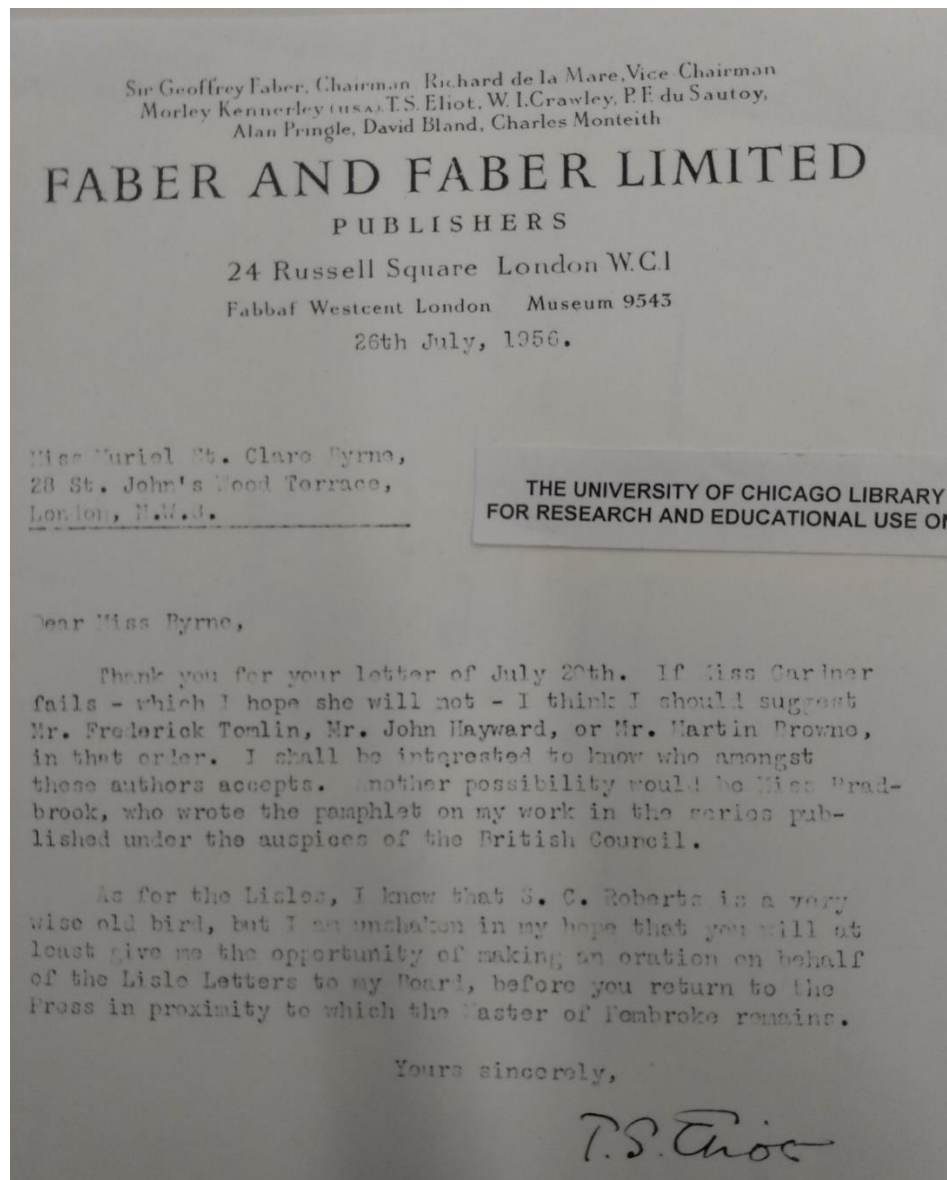 Sir Geoffrey Faber, Chairman Richard de la Mare, Vice-Chairman
Morley Kennerley (USA), T.S. Eliot, W. I. Crawley, P. F. du Sautoy,
Alan Pringle, David Bland, Charles Monteith
FABER AND FABER LIMITED
PUBLISHERS
24 Russell Square London W.C.1
Fabbaf Westcent London Museum 9543
26th July, 1956.
Miss Muriel St. Clare Byrne,
28 St. John's Wood Terrace,
London, N.W.8.
THE UNIVERSITY OF CHICAGO LIBRARY
FOR RESEARCH AND EDUCATIONAL USE ON
Dear Miss Byrne,
Thank you for your letter of July 20th. If Miss Gardner
fails - which I hope she will not - I think I should suggest
Mr. Frederick Tomlin, Mr. John Hayward, or Mr. Martin Browne,
in that order. I shall be interested to know who amongst
these authors accepts. Another possibility would be Miss Brad-
brook, who wrote the pamphlet on my work in the series pub-
lished under the auspices of the British Council.
As for the Lisles, I know that S. C. Roberts is a very
wise old bird, but I am unshaken in my hope that you will at
least give me the opportunity of making an oration on behalf
of the Lisle Letters to my Board, before you return to the
Press in proximity to which the Master of Pembroke remains.
Yours sincerely,
T.S. Eliot